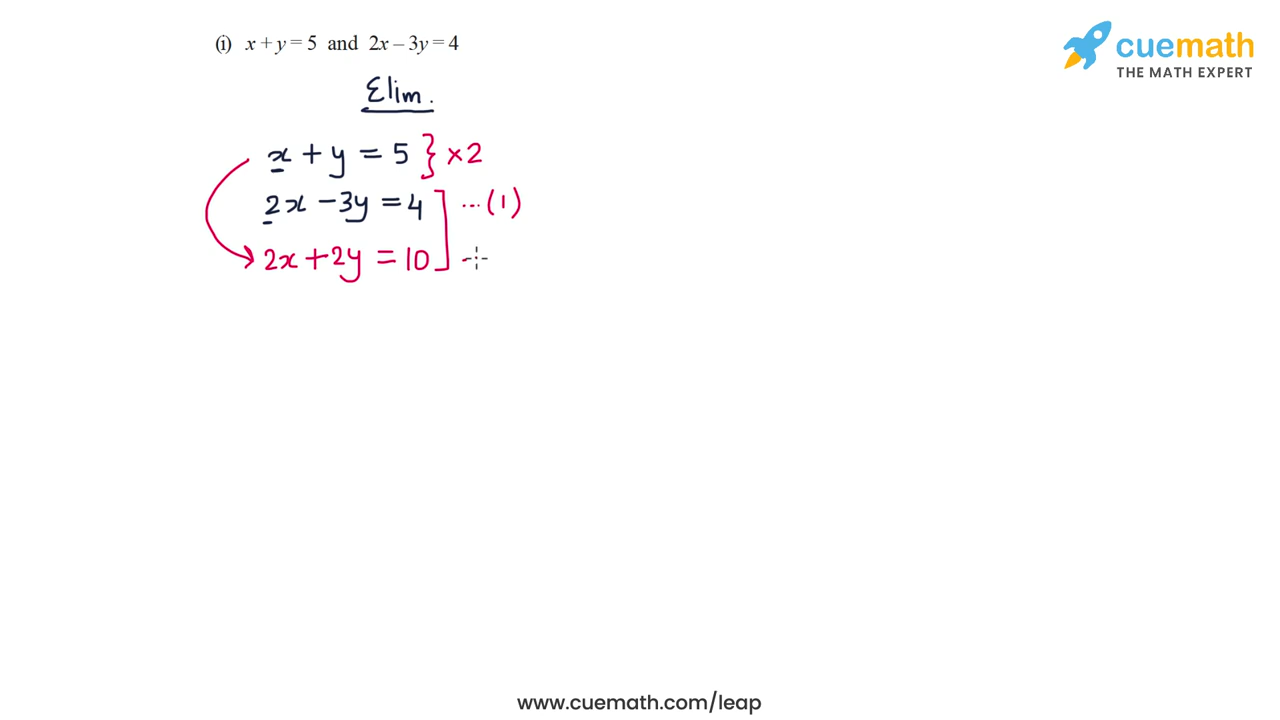 (i) x + y = 5 and 2x – 3y = 4
cuemath
THE MATH EXPERT
Elim.
x + y = 5 } ×2
2x − 3y = 4 ] ...(1)
2x + 2y = 10
www.cuemath.com/leap